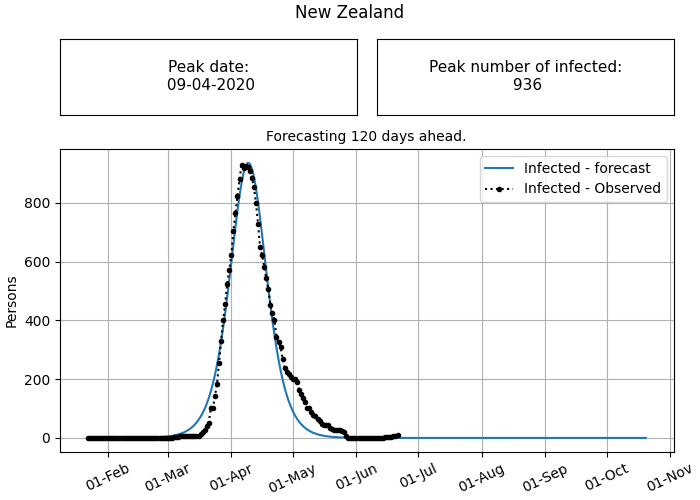 New Zealand
Peak date:
09-04-2020
Peak number of infected:
936
Forecasting 120 days ahead.
Infected - forecast
Infected - Observed
800
600
400
200
0
Persons
01-Feb
01-Mar
01-Apr
01-May
01-Jun
01-Jul
01-Aug
01-Sep
01-Oct
01-Nov